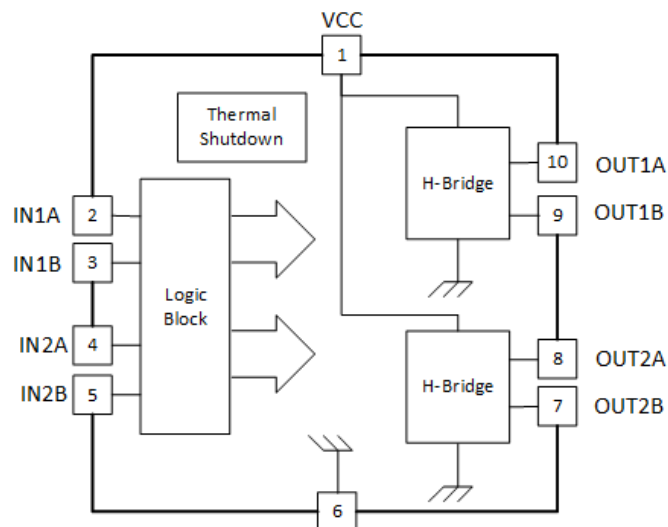 VCC
1
Thermal
Shutdown
H-Bridge
10 OUT1A
9 OUT1B
IN1A 2
IN1B 3
Logic
Block
IN2A 4
IN2B 5
H-Bridge
8 OUT2A
7 OUT2B
6